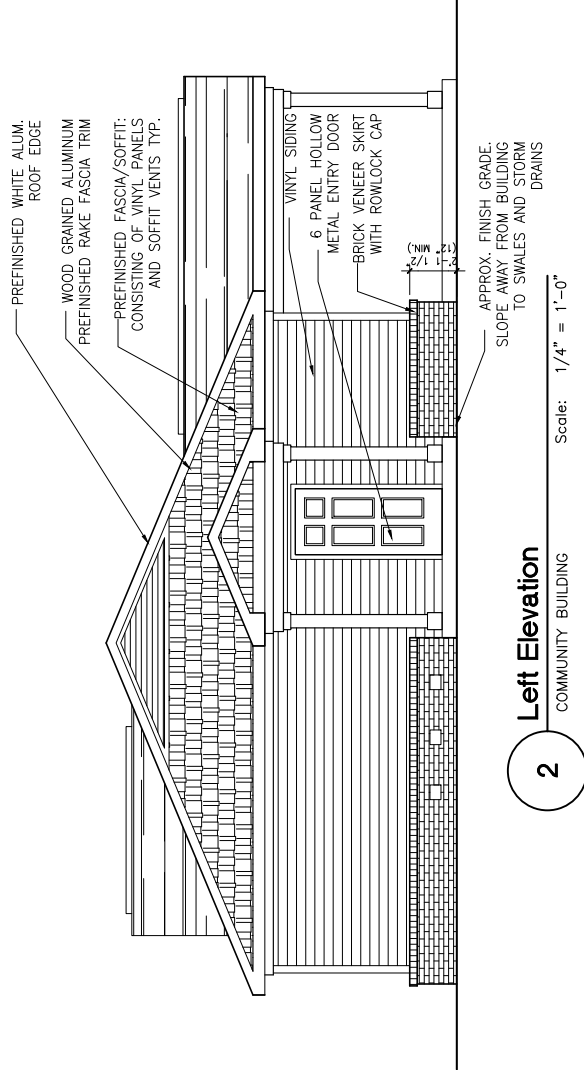 PREFINISHED WHITE ALUM.
ROOF EDGE
WOOD GRAINED ALUMINUM
PREFINISHED RAKE FASCIA TRIM
PREFINISHED FASCIA/SOFFIT:
CONSISTING OF VINYL PANELS
AND SOFFIT VENTS TYP.
VINYL SIDING
6 PANEL HOLLOW
METAL ENTRY DOOR
BRICK VENEER SKIRT
WITH ROWLOCK CAP
2'-1 1/2"
(12" MIN.)
APPROX. FINISH GRADE.
SLOPE AWAY FROM BUILDING
TO SWALES AND STORM
DRAINS
2
Left Elevation
COMMUNITY BUILDING
Scale: 1/4" = 1'-0"